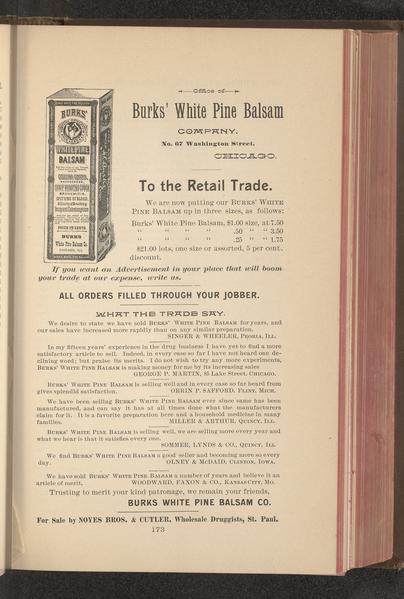 Office of
Burks' White Pine Balsam
COMPANY.
No. 67 Washington Street.
CHICAGO.
BURKS'
WHITE PINE
BALSAM
PRICE 25 CENTS
BURKS
White Pine Balsam Co.
To the Retail Trade.
We are now putting our BURKS' WHITE
PINE BALSAM up in three sizes, as follows:
Burks' White Pine Balsam, $1.00 size, at 7.50
" " " " .50 " 3.50
" " " " .25 " 1.75
$21.00 lots, one size or assorted, 5 per cent.
discount.
If you want an Advertisement in your place that will boom
your trade at our expense, write us.
ALL ORDERS FILLED THROUGH YOUR JOBBER.
WHAT THE TRADE SAY.
We desire to state we have sold BURKS' WHITE PINE BALSAM for years, and
our sales have increased more rapidly than on any similar preparation.
SINGER & WHEELER, PEORIA, ILL.
In my fifteen years' experience in the drug business I have yet to find a more
satisfactory article to sell. Indeed, in every case so far I have not heard one de-
clining word; but praise its merits. I do not wish to try any more experiments,
BURKS' WHITE PINE BALSAM is making money for me by its increasing sales
GEORGE P. MARTIN, 85 Lake Street, CHICAGO.
BURKS' WHITE PINE BALSAM is selling well and in every case so far heard from
gives splendid satisfaction.
ORRIN P. SAFFORD, FLINT, MICH.
We have been selling BURKS' WHITE PINE BALSAM ever since same has been
manufactured, and can say it has at all times done what the manufacturers
claim for it. It is a favorite preparation here and a household medicine in many
families.
MILLER & ARTHUR, QUINCY, ILL.
BURKS' WHITE PINE BALSAM is selling well, we are selling more every year and
what we hear is that it satisfies every one.
SOMMER, LYNDS & CO., QUINCY, ILL.
We find BURKS' WHITE PINE BALSAM a good seller and becoming more so every
day.
OLNEY & McDAID, CLINTON, IOWA.
We have sold BURKS' WHITE PINE BALSAM a number of years and believe it an
article of merit.
WOODWARD, FAXON & CO., KANSAS CITY, MO.
Trusting to merit your kind patronage, we remain your friends,
BURKS WHITE PINE BALSAM CO.
For Sale by NOYES BROS. & CUTLER, Wholesale Druggists, St. Paul.
173